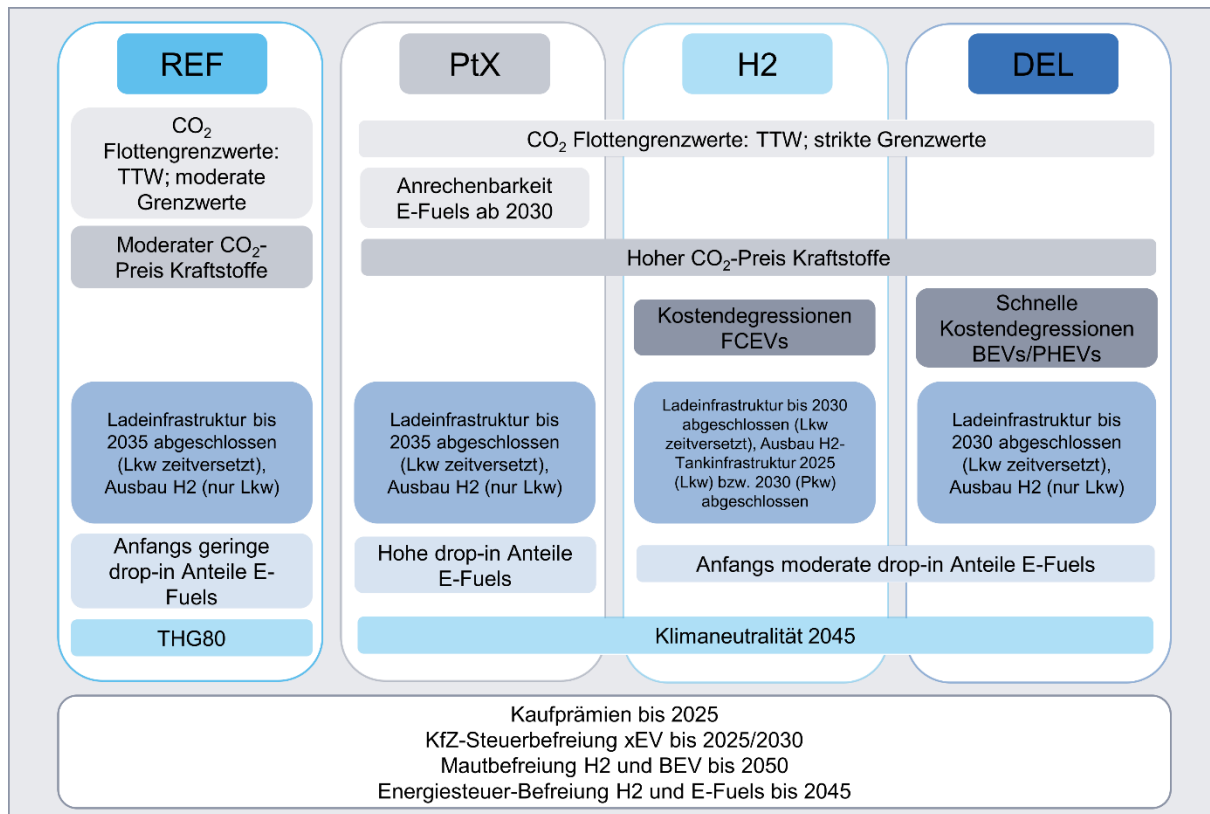 REF
PtX
H2
DEL
CO2
Flottengrenzwerte:
TTW; moderate
Grenzwerte
CO2 Flottengrenzwerte: TTW; strikte Grenzwerte
Anrechenbarkeit
E-Fuels ab 2030
Moderater CO2-
Preis Kraftstoffe
Hoher CO2-Preis Kraftstoffe
Kostendegressionen
FCEVs
Schnelle
Kostendegressionen
BEVs/PHEVs
Ladeinfrastruktur bis
2035 abgeschlossen
(Lkw zeitversetzt),
Ausbau H2 (nur Lkw)
Ladeinfrastruktur bis
2035 abgeschlossen
(Lkw zeitversetzt),
Ausbau H2 (nur Lkw)
Ladeinfrastruktur bis 2030
abgeschlossen (Lkw
zeitversetzt), Ausbau H2-
Tankinfrastruktur 2025
(Lkw) bzw. 2030 (Pkw)
abgeschlossen
Ladeinfrastruktur bis
2030 abgeschlossen
(Lkw zeitversetzt),
Ausbau H2 (nur Lkw)
Anfangs geringe
drop-in Anteile E-
Fuels
Hohe drop-in Anteile
E-Fuels
Anfangs moderate drop-in Anteile E-Fuels
THG80
Klimaneutralität 2045
Kaufprämien bis 2025
KfZ-Steuerbefreiung xEV bis 2025/2030
Mautbefreiung H2 und BEV bis 2050
Energiesteuer-Befreiung H2 und E-Fuels bis 2045